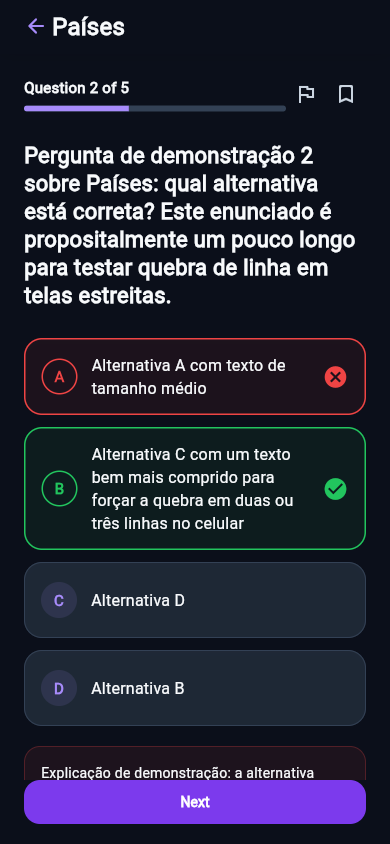 Países
Question 2 of 5
Pergunta de demonstração 2
sobre Países: qual alternativa
está correta? Este enunciado é
propositalmente um pouco longo
para testar quebra de linha em
telas estreitas.
A
Alternativa A com texto de
tamanho médio
B
Alternativa C com um texto
bem mais comprido para
forçar a quebra em duas ou
três linhas no celular
C
Alternativa D
D
Alternativa B
Explicação de demonstração: a alternativa
Next